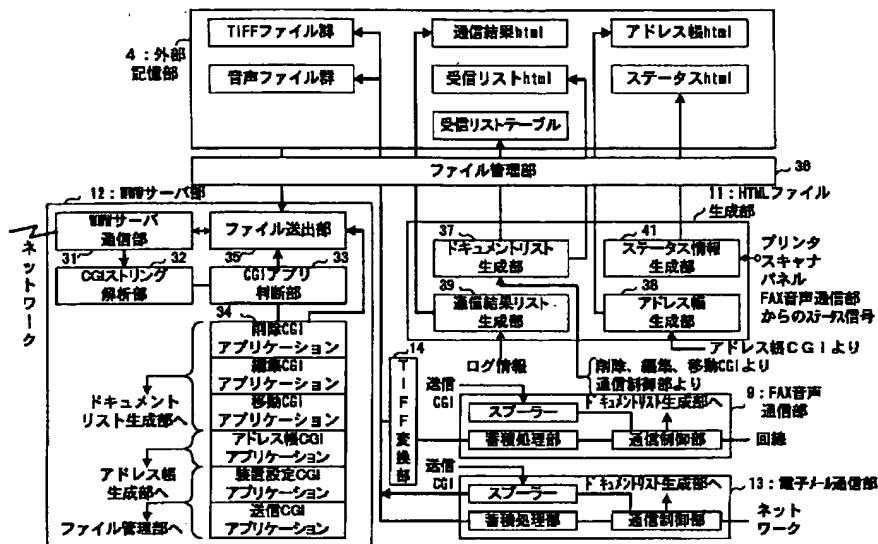 4：外部
記憶部
TiFFファイル群
音声ファイル群
通信結果html
受信リストhtml
受信リストテーブル
アドレス帳html
ステータスhtml
ファイル管理部
36
12：WWWサーバ部
WWWサーバ
通信部
31
CGIストリング
解析部
32
ファイル送出部
35
CGIアプリ
判断部
33
ネットワーク
34
削除CGI
アプリケーション
編集CGI
アプリケーション
移動CGI
アプリケーション
アドレス帳CGI
アプリケーション
装置設定CGI
アプリケーション
送信CGI
アプリケーション
ドキュメント
リスト生成部へ
アドレス帳
生成部へ
ファイル管理部へ
11：HTMLファイル
生成部
37
ドキュメントリスト
生成部
39
通信結果リスト
生成部
41
ステータス情報
生成部
38
アドレス帳
生成部
プリンタ
スキャナ
パネル
FAX音声通信部
からのステータス信号
アドレス帳CGIより
ログ情報
削除、編集、移動CGIより
通信制御部より
14
TIFF変換部
送信
CGI
スプーラー
蓄積処理部
ドキュメントリスト生成部へ
通信制御部
9：FAX音声
通信部
回線
送信
CGI
スプーラー
蓄積処理部
ドキュメントリスト生成部へ
通信制御部
13：電子メール通信部
ネット
ワーク